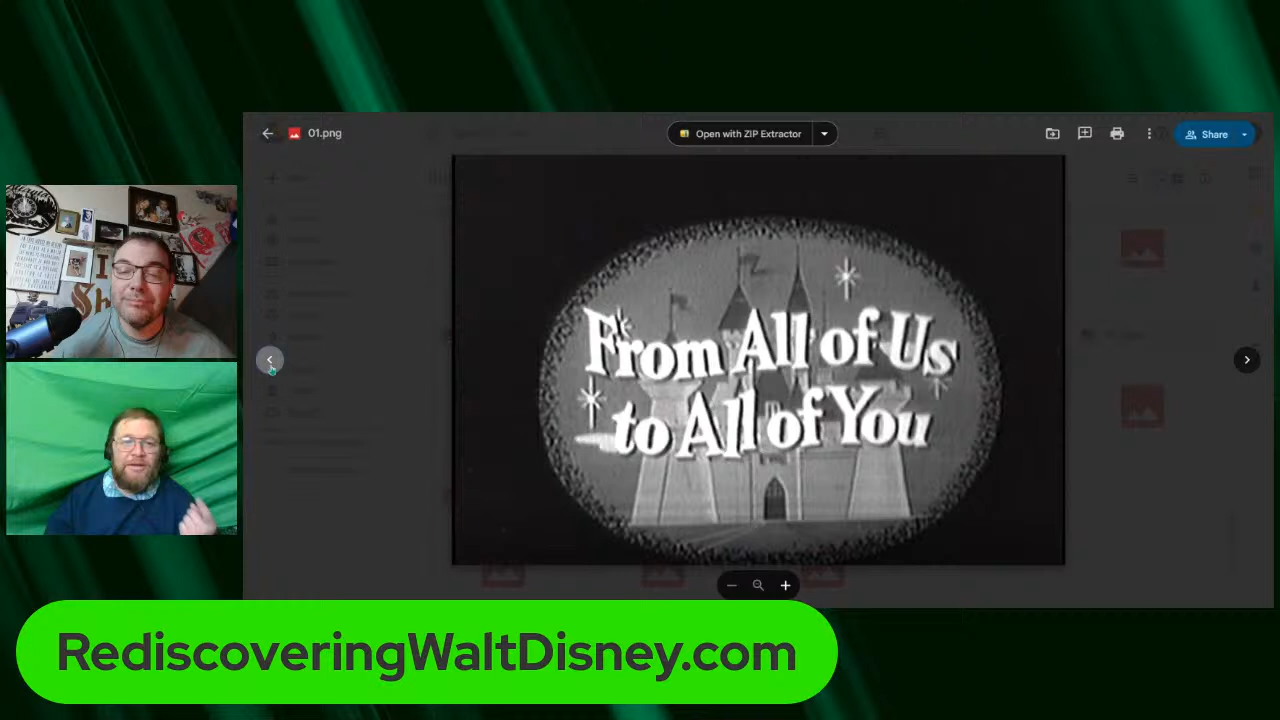 01.png
Open with ZIP Extractor
Share
From All of Us
to All of You
RediscoveringWaltDisney.com